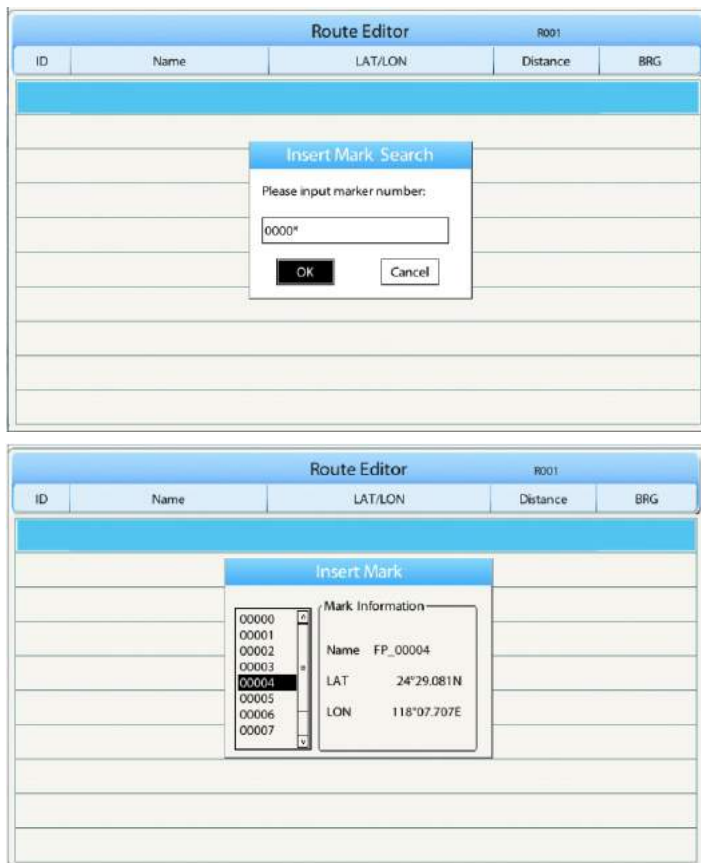 Route Editor R001
ID Name LAT/LON Distance BRG
Insert Mark Search
Please input marker number:
0000*
OK Cancel
Route Editor R001
ID Name LAT/LON Distance BRG
Insert Mark
Mark Information
00000
00001
00002
00003
00004
00005
00006
00007
Name FP_00004
LAT 24°29.081N
LON 118°07.707E